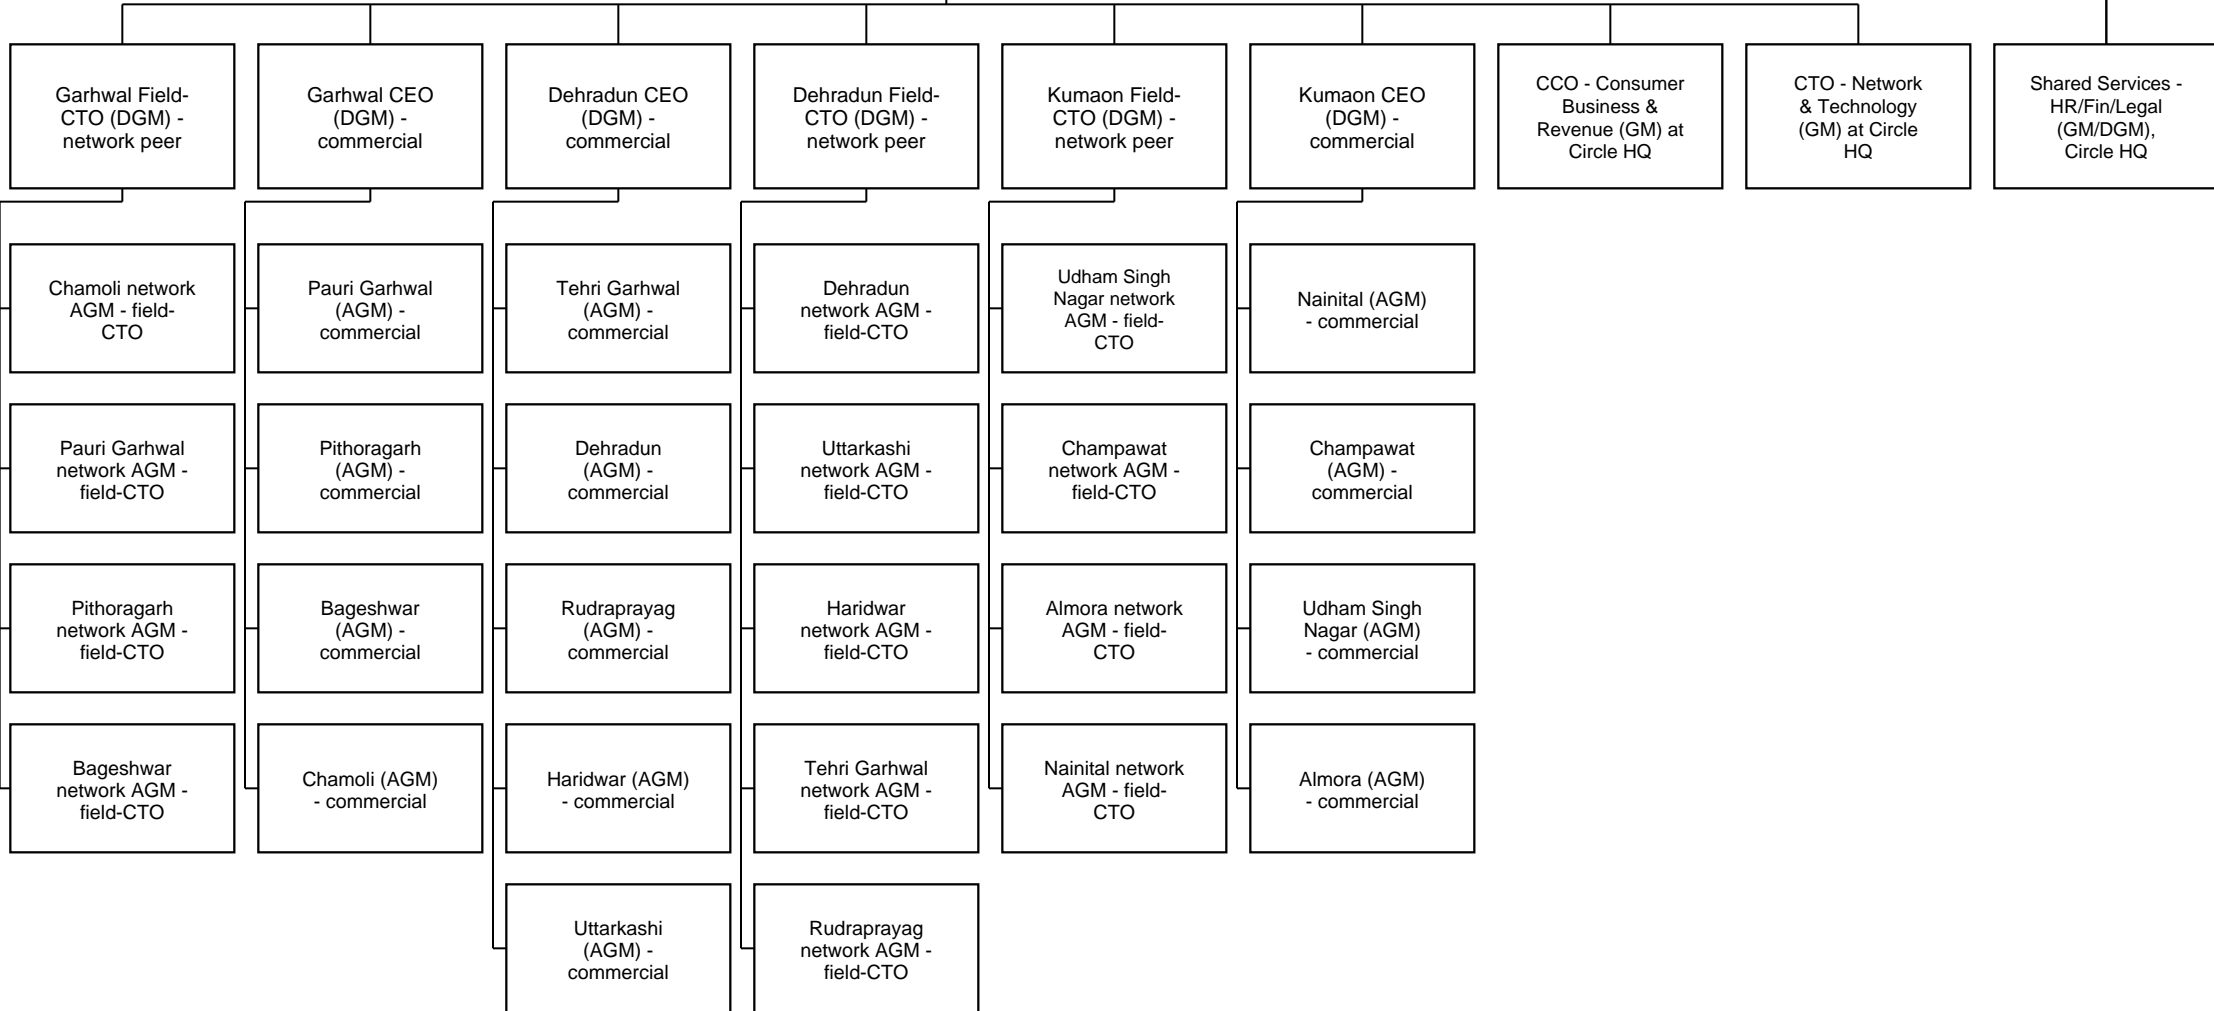 Garhwal Field-
CTO (DGM) -
network peer
Garhwal CEO
(DGM) -
commercial
Dehradun CEO
(DGM) -
commercial
Dehradun Field-
CTO (DGM) -
network peer
Kumaon Field-
CTO (DGM) -
network peer
Kumaon CEO
(DGM) -
commercial
CCO - Consumer
Business &
Revenue (GM) at
Circle HQ
CTO - Network
& Technology
(GM) at Circle
HQ
Shared Services -
HR/Fin/Legal
(GM/DGM),
Circle HQ
Chamoli network
AGM - field-
CTO
Pauri Garhwal
(AGM) -
commercial
Tehri Garhwal
(AGM) -
commercial
Dehradun
network AGM -
field-CTO
Udham Singh
Nagar network
AGM - field-
CTO
Nainital (AGM)
- commercial
Pauri Garhwal
network AGM -
field-CTO
Pithoragarh
(AGM) -
commercial
Dehradun
(AGM) -
commercial
Uttarkashi
network AGM -
field-CTO
Champawat
network AGM -
field-CTO
Champawat
(AGM) -
commercial
Pithoragarh
network AGM -
field-CTO
Bageshwar
(AGM) -
commercial
Rudraprayag
(AGM) -
commercial
Haridwar
network AGM -
field-CTO
Almora network
AGM - field-
CTO
Udham Singh
Nagar (AGM)
- commercial
Bageshwar
network AGM -
field-CTO
Chamoli (AGM)
- commercial
Haridwar (AGM)
- commercial
Tehri Garhwal
network AGM -
field-CTO
Nainital network
AGM - field-
CTO
Almora (AGM)
- commercial
Uttarkashi
(AGM) -
commercial
Rudraprayag
network AGM -
field-CTO